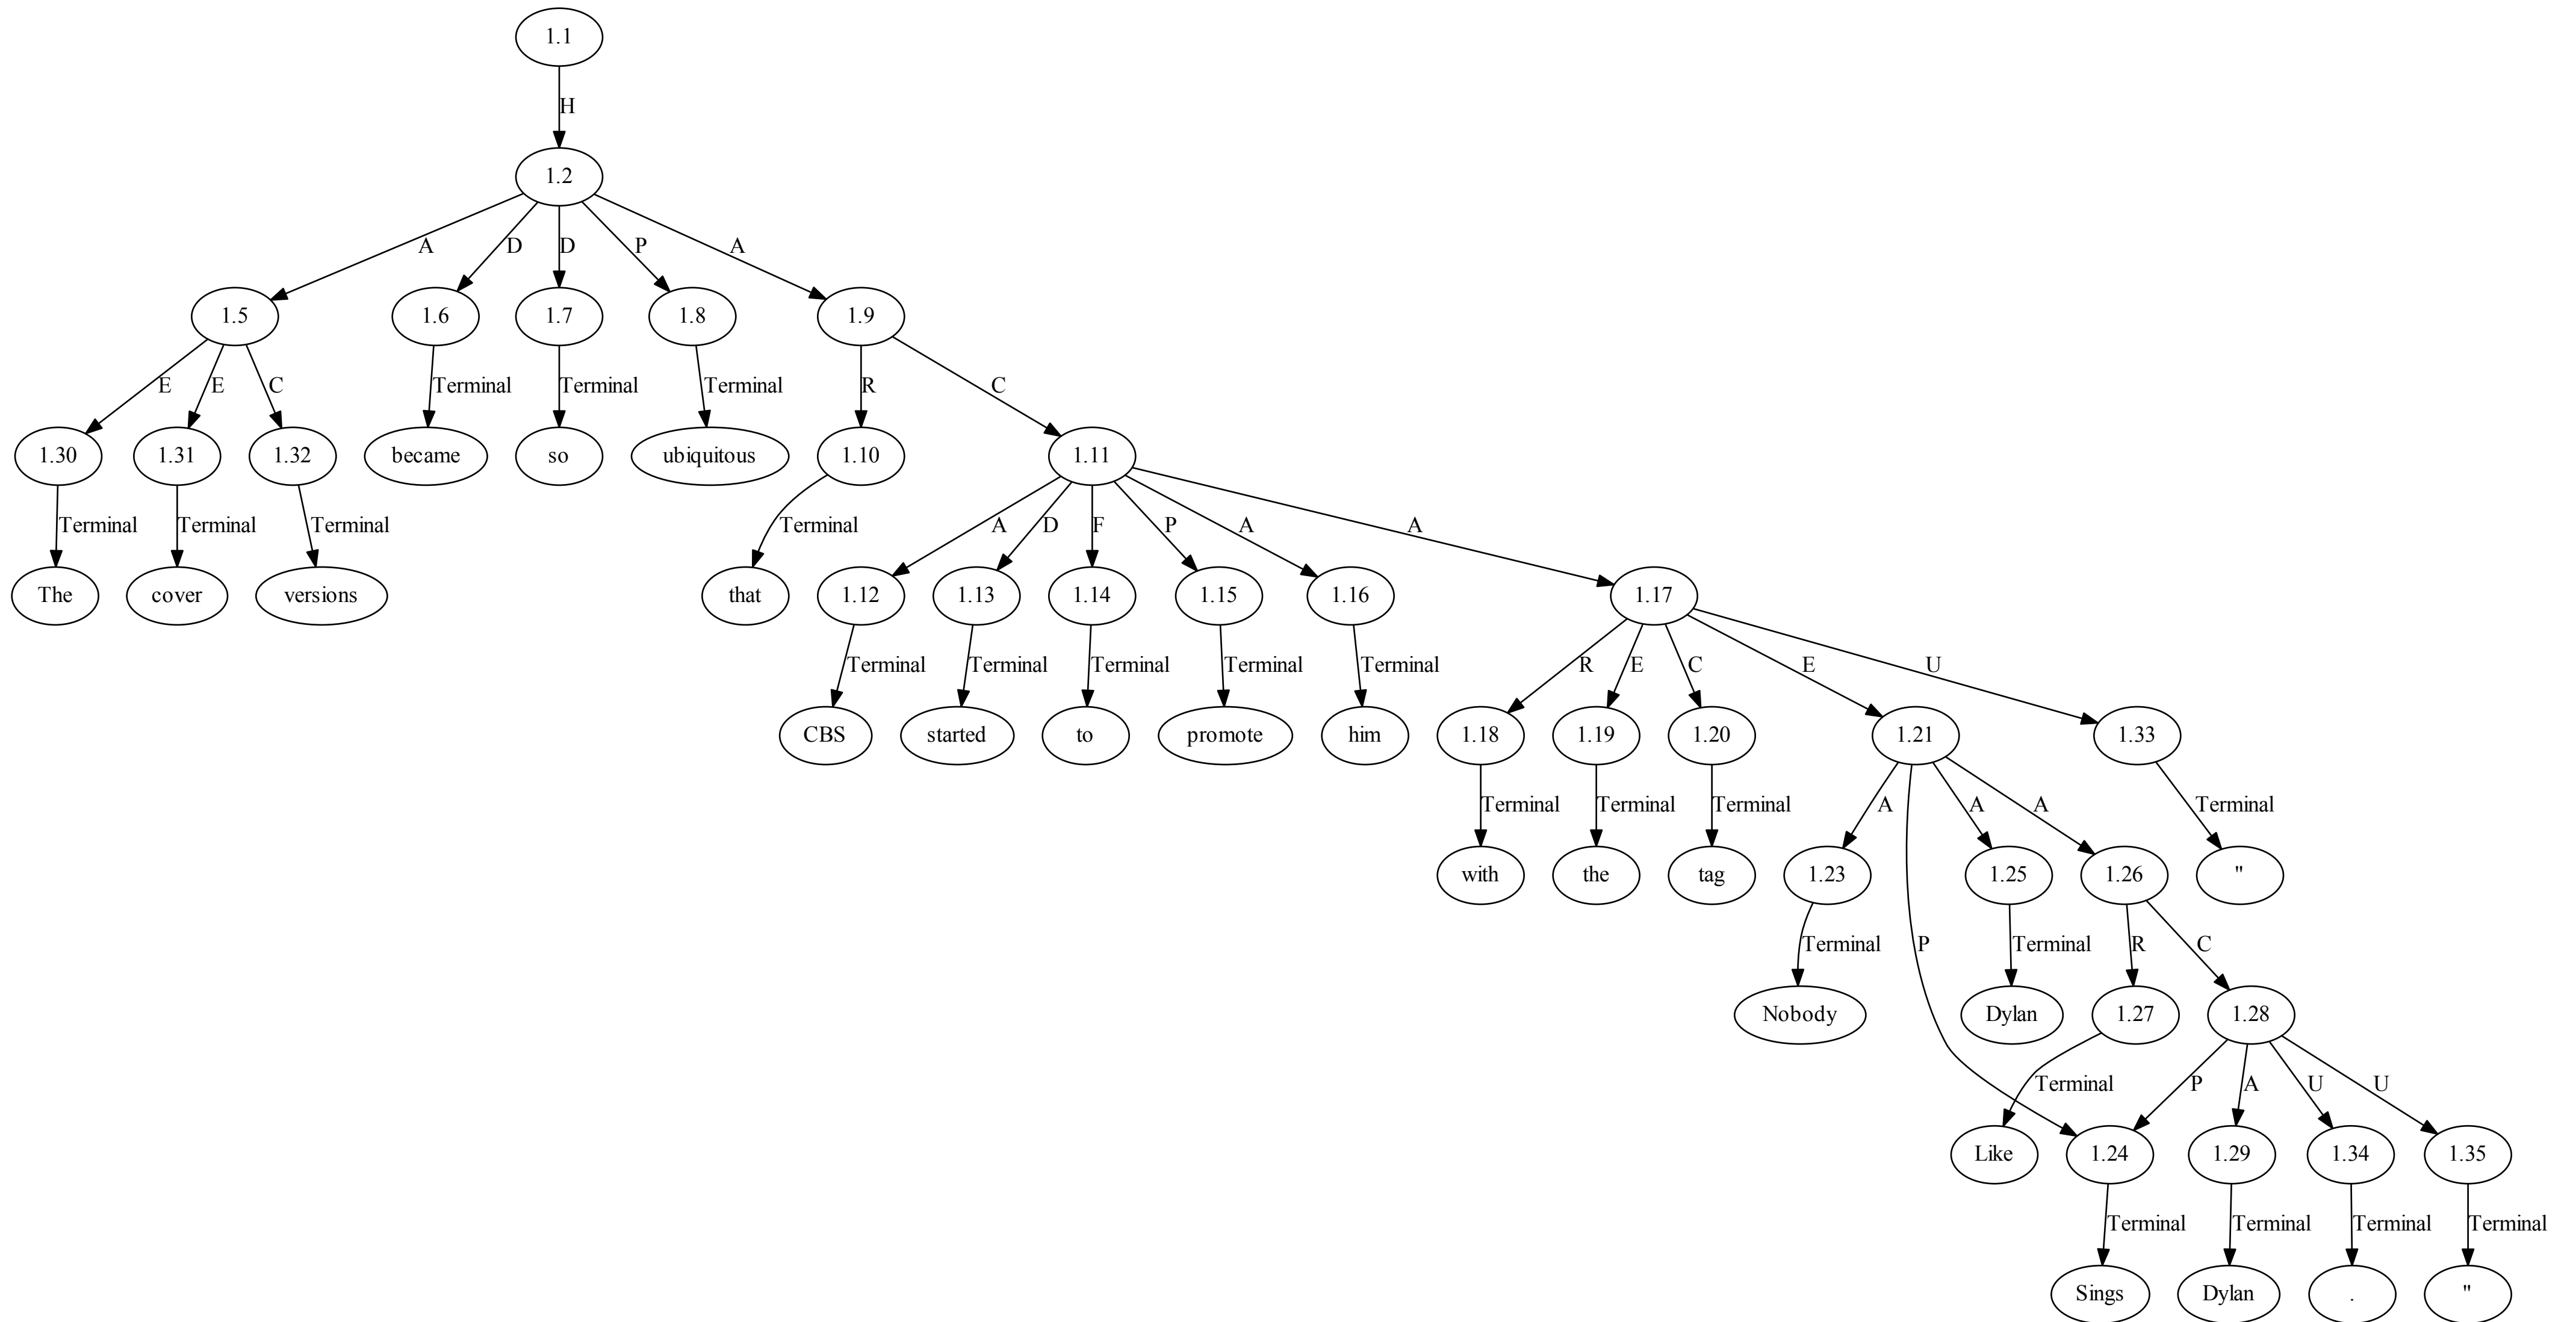 1.1
H
1.2
A D D P A
1.5 1.6 1.7 1.8 1.9
E E C Terminal Terminal Terminal R C
1.30 1.31 1.32 became so ubiquitous 1.10 1.11
Terminal Terminal Terminal Terminal A D F P A A
The cover versions that 1.12 1.13 1.14 1.15 1.16 1.17
Terminal Terminal Terminal Terminal Terminal R E C E U
CBS started to promote him 1.18 1.19 1.20 1.21 1.33
Terminal Terminal Terminal A A A Terminal
with the tag 1.23 1.25 1.26 "
Terminal P Terminal R C
Nobody Dylan 1.27 1.28
Terminal P A U U
Like 1.24 1.29 1.34 1.35
Terminal Terminal Terminal Terminal
Sings Dylan . "